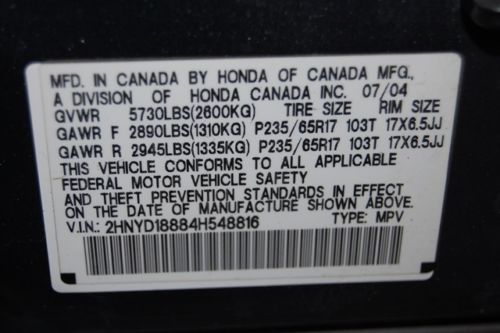 MFD. IN CANADA BY HONDA OF CANADA MFG.,
A DIVISION OF HONDA CANADA INC. 07/04
GVWR 5730LBS(2600KG) TIRE SIZE RIM SIZE
GAWR F 2890LBS(1310KG) P235/65R17 103T 17X6.5JJ
GAWR R 2945LBS(1335KG) P235/65R17 103T 17X6.5JJ
THIS VEHICLE CONFORMS TO ALL APPLICABLE
FEDERAL MOTOR VEHICLE SAFETY
AND THEFT PREVENTION STANDARDS IN EFFECT
ON THE DATE OF MANUFACTURE SHOWN ABOVE.
V.I.N.: 2HNYD18884H548816 TYPE: MPV